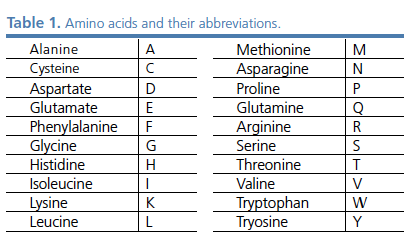 Table 1. Amino acids and their abbreviations.
Alanine A Methionine M
Cysteine C Asparagine N
Aspartate D Proline P
Glutamate E Glutamine Q
Phenylalanine F Arginine R
Glycine G Serine S
Histidine H Threonine T
Isoleucine I Valine V
Lysine K Tryptophan W
Leucine L Tryosine Y